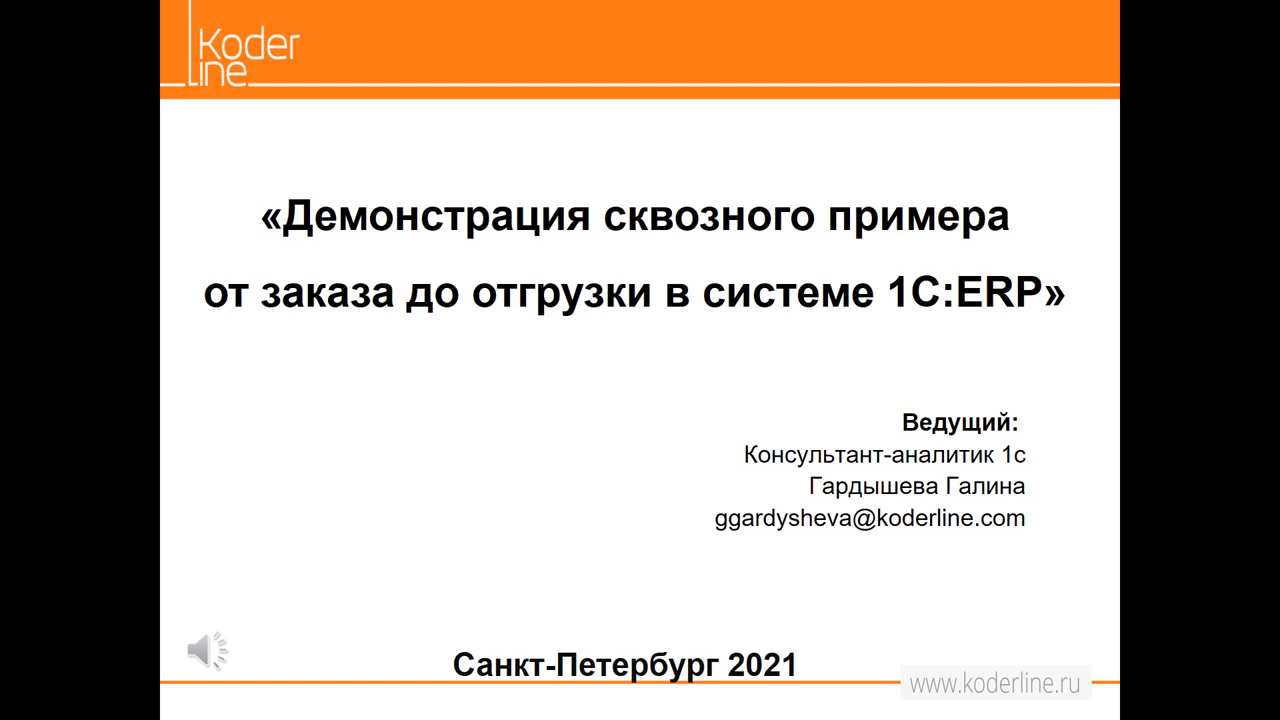 Koder
line
«Демонстрация сквозного примера
от заказа до отгрузки в системе 1С:ERP»
Ведущий:
Консультант-аналитик 1с
Гардышева Галина
ggardysheva@koderline.com
Санкт-Петербург 2021
www.koderline.ru